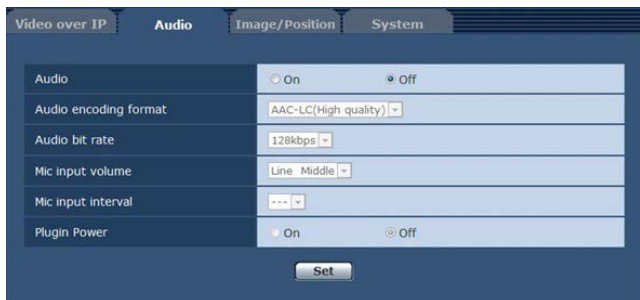 Video over IP Audio Image/Position System
Audio On Off
Audio encoding format AAC-LC(High quality)
Audio bit rate 128kbps
Mic input volume Line Middle
Mic input interval ---
Plugin Power On Off
Set